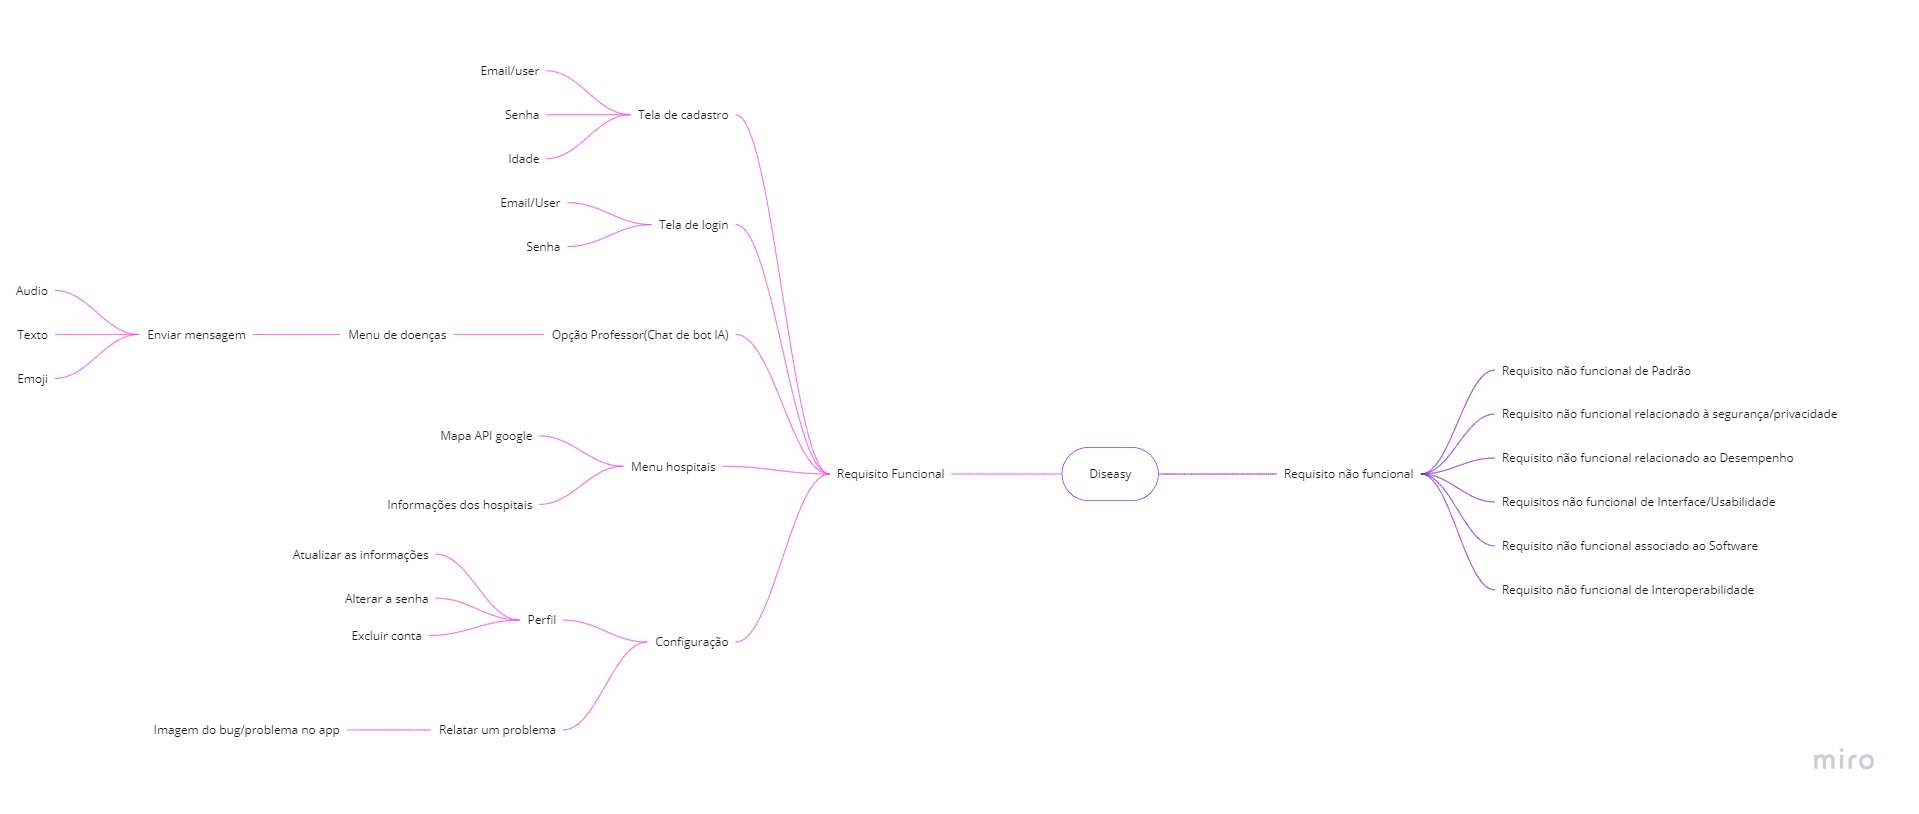 Email/user
Senha
Tela de cadastro
Idade
Email/User
Tela de login
Senha
Audio
Texto
Enviar mensagem
Menu de doenças
Opção Professor(Chat de bot IA)
Emoji
Mapa API google
Menu hospitais
Informações dos hospitais
Atualizar as informações
Alterar a senha
Perfil
Excluir conta
Configuração
Imagem do bug/problema no app
Relatar um problema
Requisito Funcional
Diseasy
Requisito não funcional
Requisito não funcional de Padrão
Requisito não funcional relacionado à segurança/privacidade
Requisito não funcional relacionado ao Desempenho
Requisitos não funcional de Interface/Usabilidade
Requisito não funcional associado ao Software
Requisito não funcional de Interoperabilidade
miro